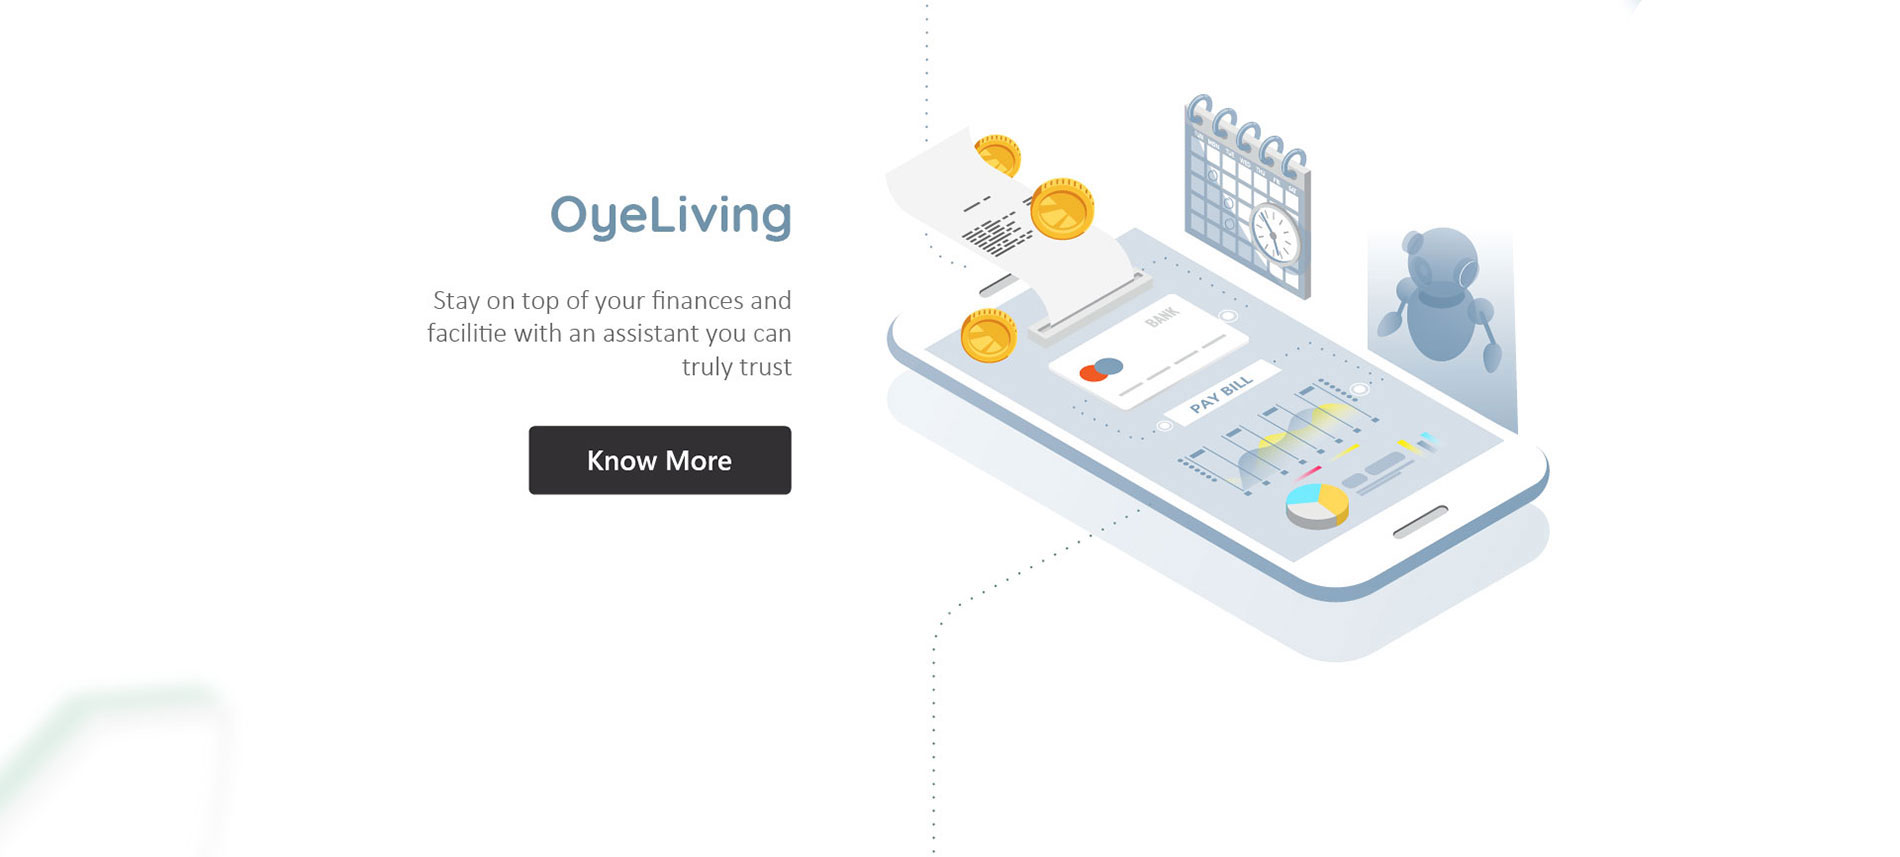 OyeLiving
Stay on top of your finances and
facilitie with an assistant you can
truly trust
Know More
BANK
PAY BILL